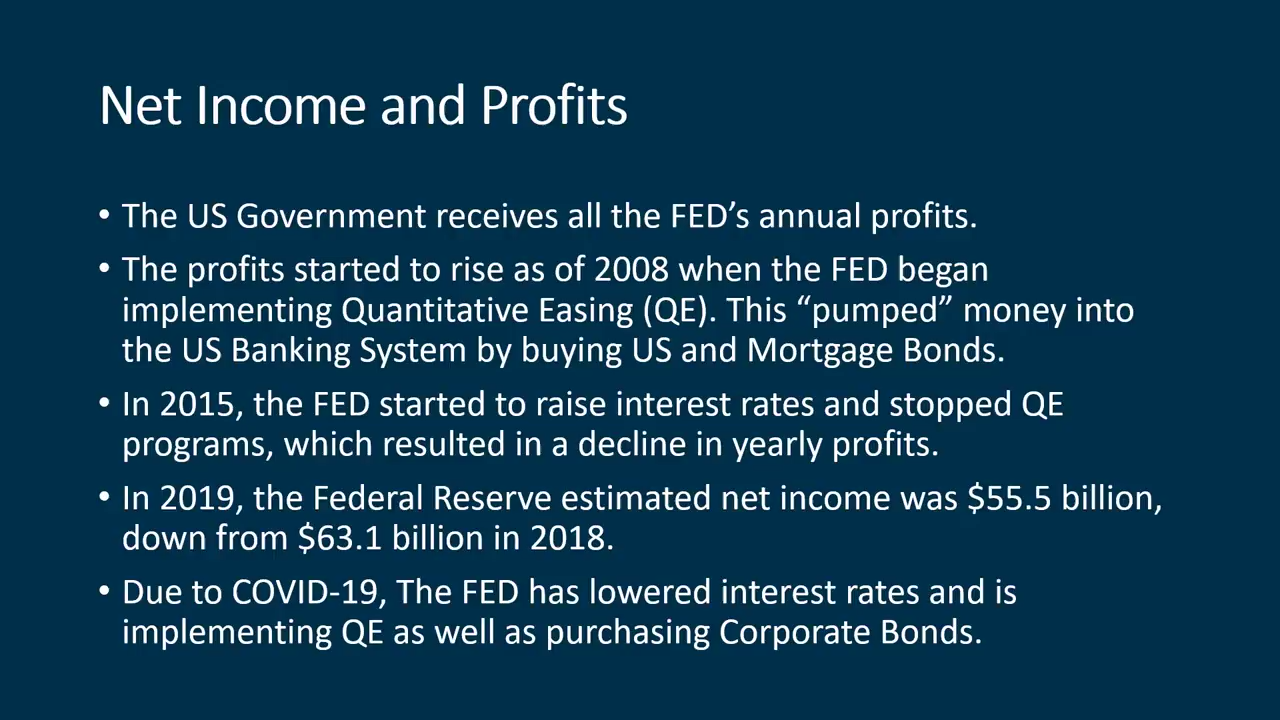 Net Income and Profits
• The US Government receives all the FED’s annual profits.
• The profits started to rise as of 2008 when the FED began
implementing Quantitative Easing (QE). This “pumped” money into
the US Banking System by buying US and Mortgage Bonds.
• In 2015, the FED started to raise interest rates and stopped QE
programs, which resulted in a decline in yearly profits.
• In 2019, the Federal Reserve estimated net income was $55.5 billion,
down from $63.1 billion in 2018.
• Due to COVID-19, The FED has lowered interest rates and is
implementing QE as well as purchasing Corporate Bonds.